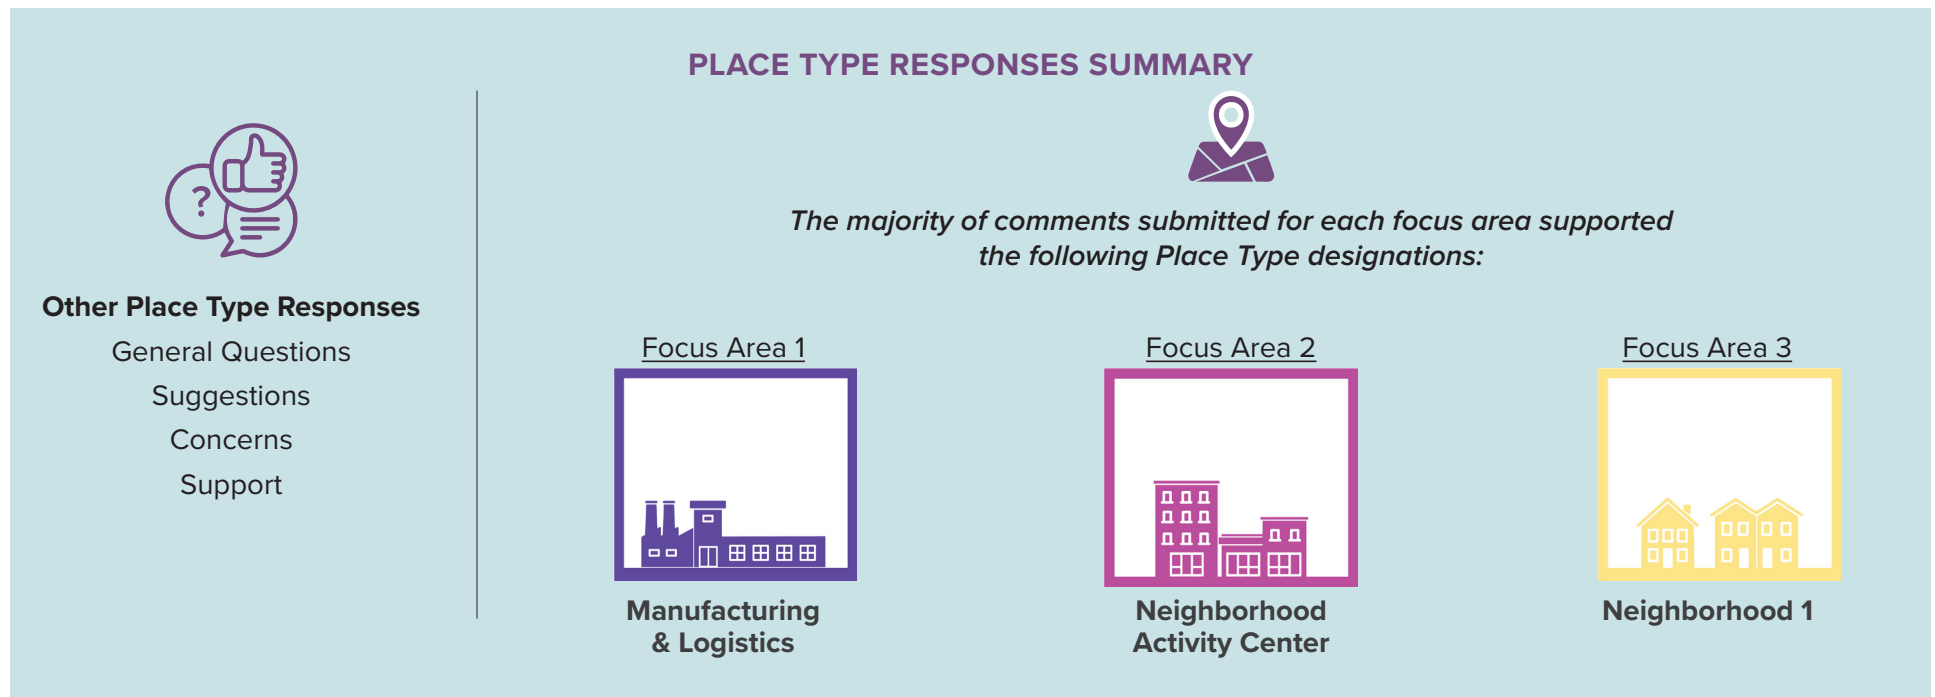 PLACE TYPE RESPONSES SUMMARY
?
Other Place Type Responses
General Questions
Suggestions
Concerns
Support
The majority of comments submitted for each focus area supported
the following Place Type designations:
Focus Area 1
Manufacturing
& Logistics
Focus Area 2
Neighborhood
Activity Center
Focus Area 3
Neighborhood 1